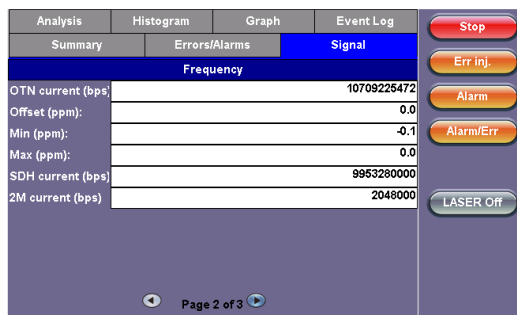 Analysis Histogram Graph Event Log
Summary Errors/Alarms Signal
Frequency
OTN current (bps) 10709225472
Offset (ppm): 0.0
Min (ppm): -0.1
Max (ppm): 0.0
SDH current (bps) 9953280000
2M current (bps) 2048000
Page 2 of 3
Stop
Err inj.
Alarm
Alarm/Err
LASER Off